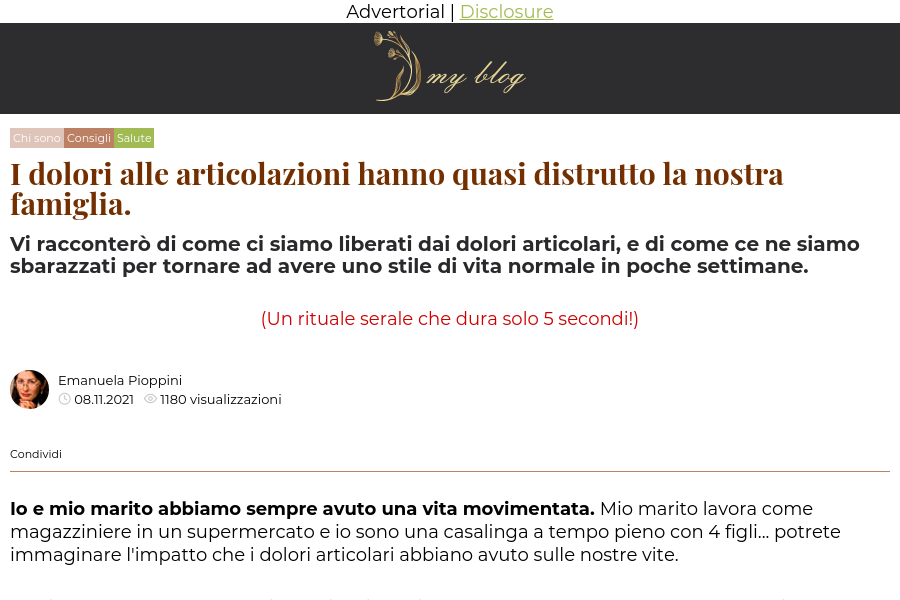 Advertorial | Disclosure
my blog
Chi sono Consigli Salute
I dolori alle articolazioni hanno quasi distrutto la nostra
famiglia.
Vi racconterò di come ci siamo liberati dai dolori articolari, e di come ce ne siamo
sbarazzati per tornare ad avere uno stile di vita normale in poche settimane.
(Un rituale serale che dura solo 5 secondi!)
Emanuela Pioppini
08.11.2021 1180 visualizzazioni
Condividi
Io e mio marito abbiamo sempre avuto una vita movimentata. Mio marito lavora come
magazziniere in un supermercato e io sono una casalinga a tempo pieno con 4 figli... potrete
immaginare l'impatto che i dolori articolari abbiano avuto sulle nostre vite.